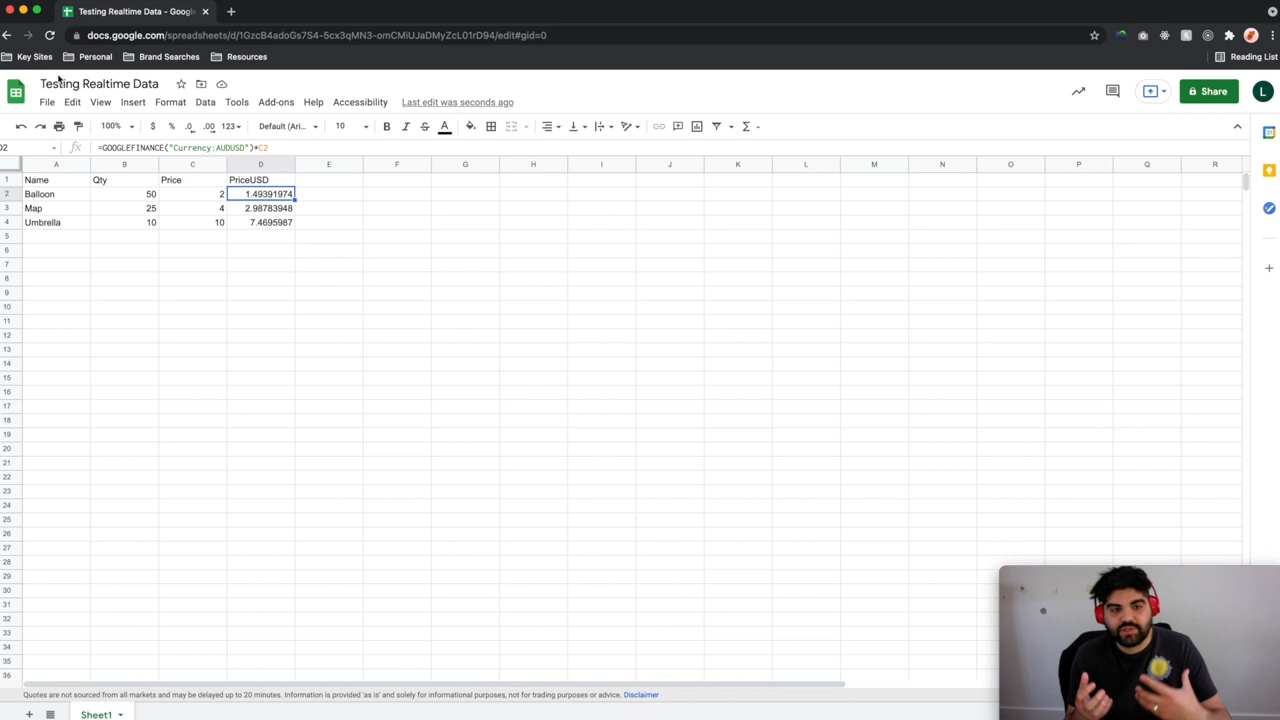 Testing Realtime Data - Google
docs.google.com/spreadsheets/d/1GzcB4adoGs7S4-5cx3qMN3-omCMiUJaDMyZcL01rD94/edit#gid=0
Key Sites Personal Brand Searches Resources Reading List
Testing Realtime Data
File Edit View Insert Format Data Tools Add-ons Help Accessibility Last edit was seconds ago
Share L
100% $ % .0 .00 123 Default (Ari... 10 B I S A
D2 fx =GOOGLEFINANCE("Currency:AUDUSD")*C2
A B C D E F G H I J K L M N O P Q R
1 Name Qty Price PriceUSD
2 Balloon 50 2 1.49391974
3 Map 25 4 2.98783948
4 Umbrella 10 10 7.4695987
5
6
7
8
9
10
11
12
13
14
15
16
17
18
19
20
21
22
23
24
25
26
27
28
29
30
31
32
33
34
35
36
Quotes are not sourced from all markets and may be delayed up to 20 minutes. Information is provided 'as is' and solely for informational purposes, not for trading purposes or advice. Disclaimer
Sheet1